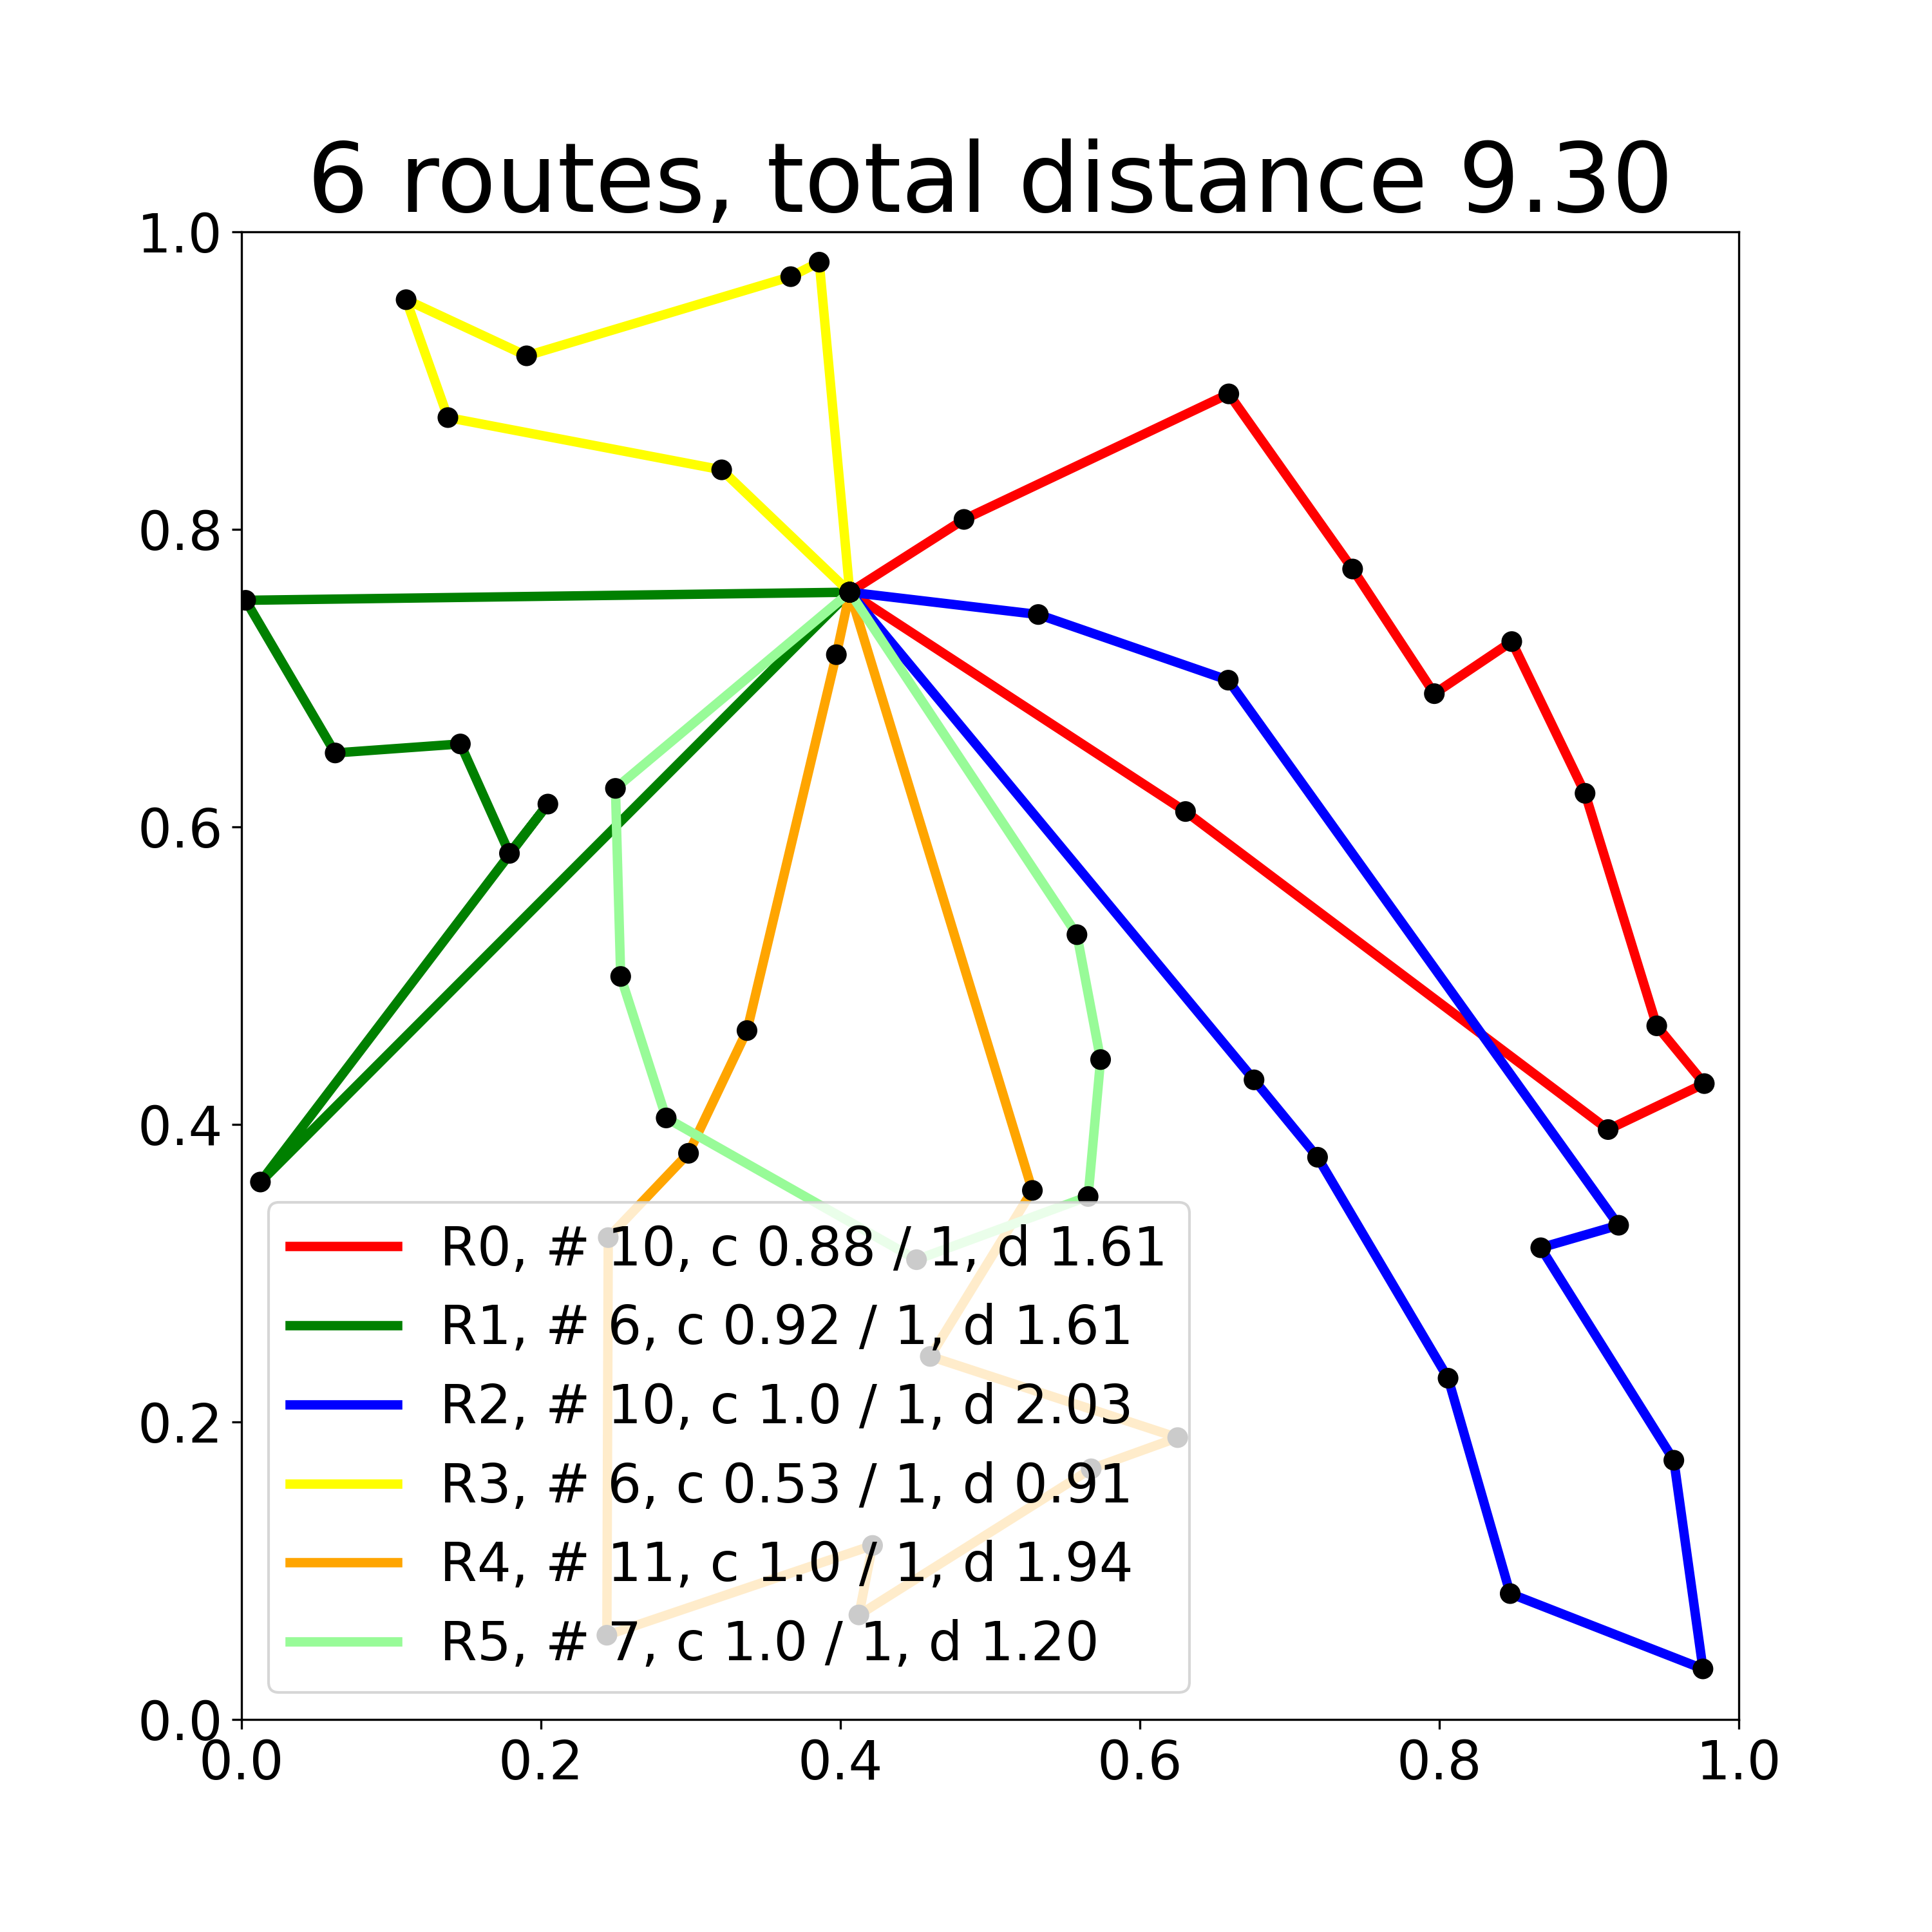 6 routes, total distance 9.30
1.0
0.8
0.6
0.4
0.2
0.0
R0, # 10, c 0.88 / 1, d 1.61
R1, # 6, c 0.92 / 1, d 1.61
R2, # 10, c 1.0 / 1, d 2.03
R3, # 6, c 0.53 / 1, d 0.91
R4, # 11, c 1.0 / 1, d 1.94
R5, # 7, c 1.0 / 1, d 1.20
0.0 0.2 0.4 0.6 0.8 1.0